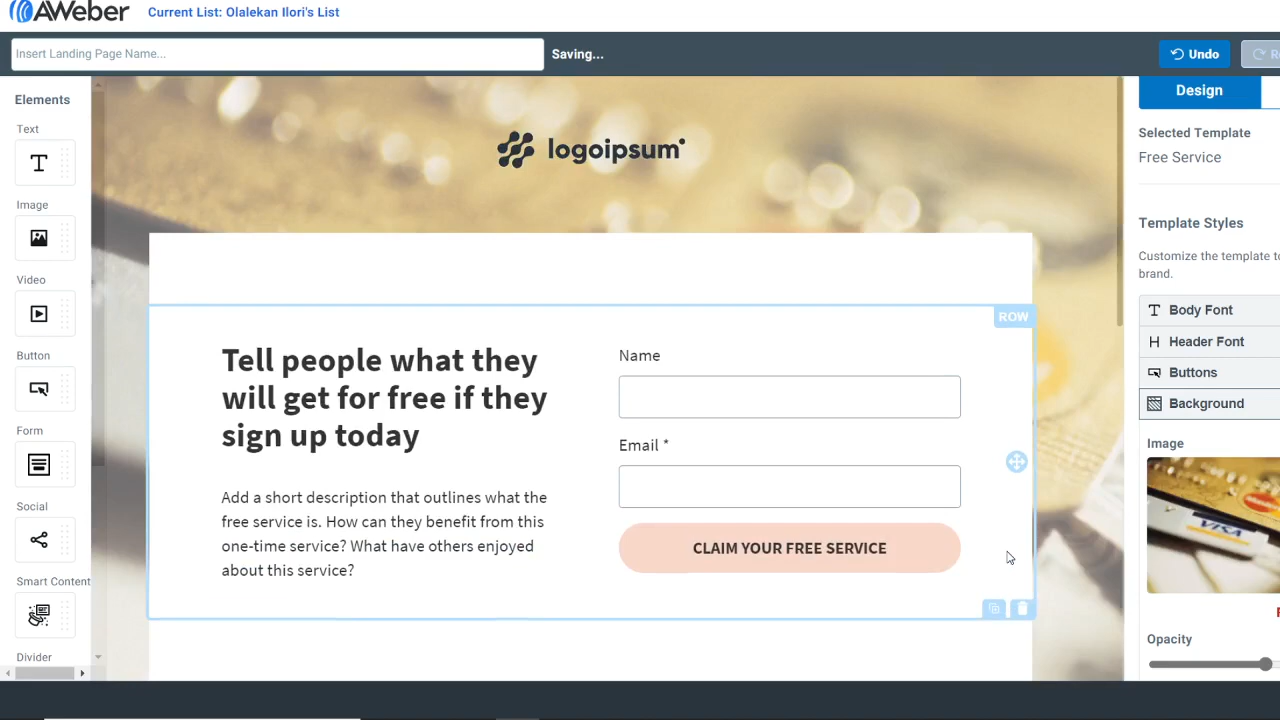 AWeber
Current List: Olalekan Ilori's List
Insert Landing Page Name...
Saving...
Undo
Elements
Text
Image
Video
Button
Form
Social
Smart Content
Divider
logoipsum
ROW
Tell people what they
will get for free if they
sign up today
Add a short description that outlines what the
free service is. How can they benefit from this
one-time service? What have others enjoyed
about this service?
Name
Email *
CLAIM YOUR FREE SERVICE
Design
Selected Template
Free Service
Template Styles
Customize the template to
brand.
Body Font
Header Font
Buttons
Background
Image
VISA
Opacity